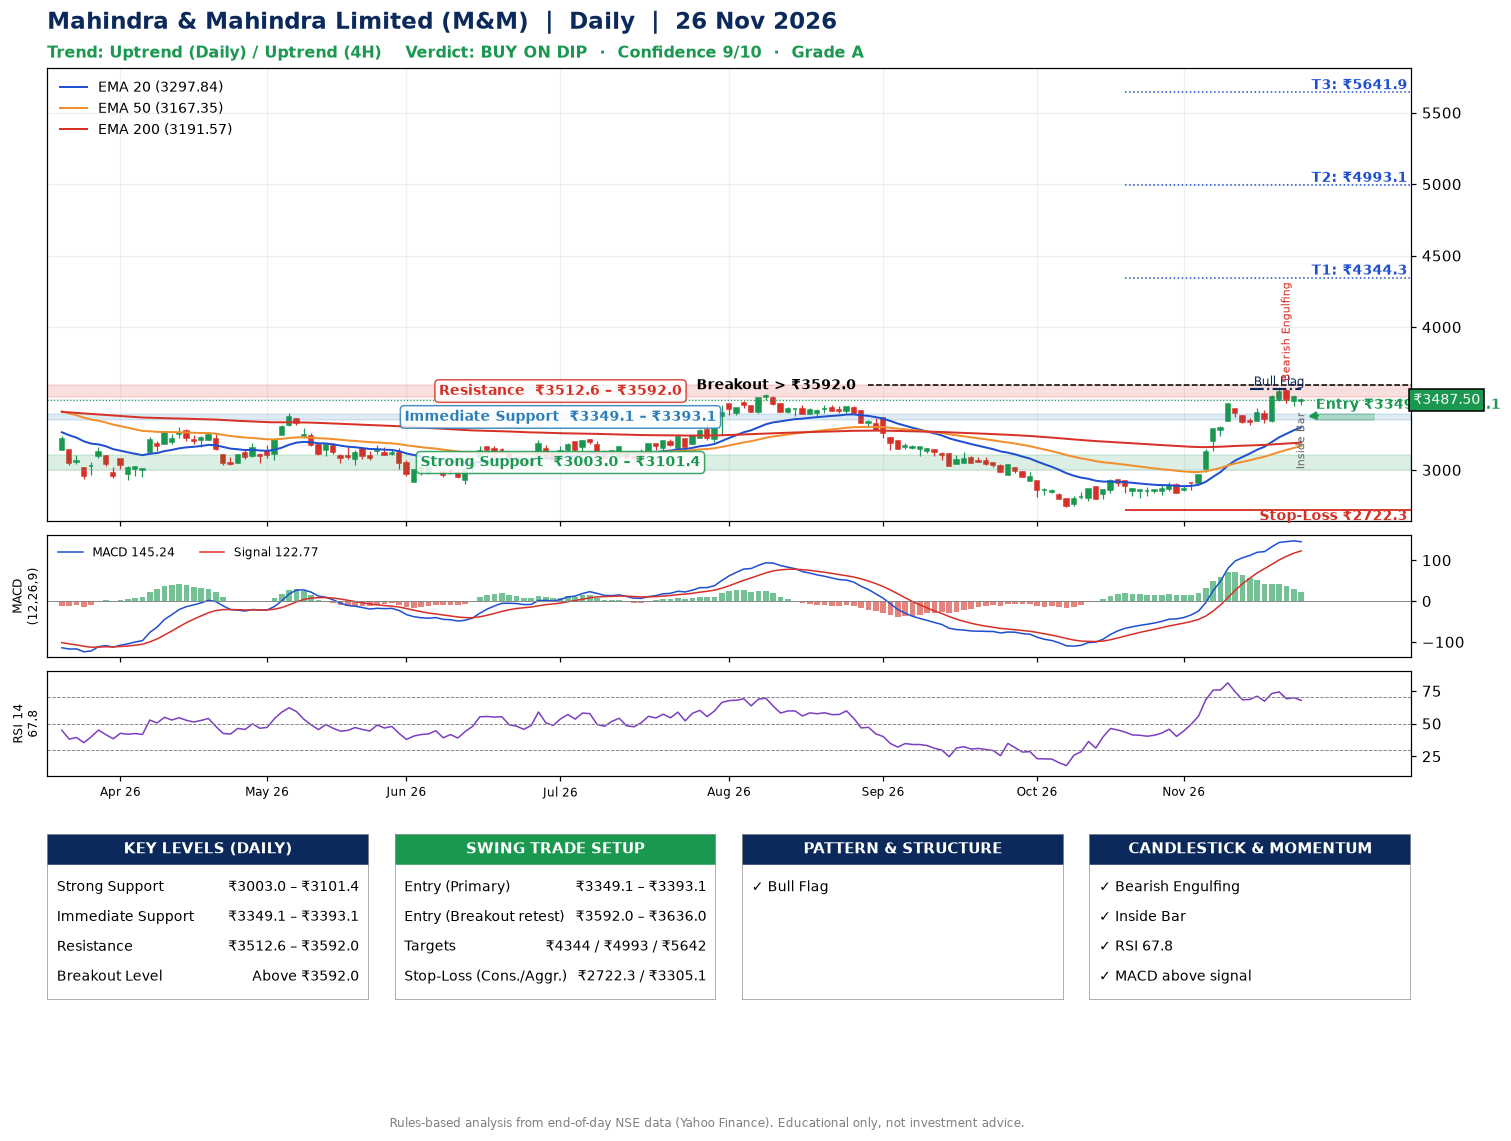 Mahindra & Mahindra Limited (M&M)  |  Daily  |  26 Nov 2026
Trend: Uptrend (Daily) / Uptrend (4H)    Verdict: BUY ON DIP  ·  Confidence 9/10  ·  Grade A
EMA 20 (3297.84)
EMA 50 (3167.35)
EMA 200 (3191.57)
T3: ₹5641.9
5500
T2: ₹4993.1
5000
4500
T1: ₹4344.3
4000
Bearish Engulfing
Bull Flag
Resistance  ₹3512.6 – ₹3592.0
Breakout > ₹3592.0
₹3487.50
Entry ₹3349.1
Immediate Support  ₹3349.1 – ₹3393.1
Inside Bar
Strong Support  ₹3003.0 – ₹3101.4
3000
Stop-Loss ₹2722.3
MACD 145.24
Signal 122.77
MACD
(12,26,9)
100
0
−100
RSI 14
67.8
75
50
25
Apr 26
May 26
Jun 26
Jul 26
Aug 26
Sep 26
Oct 26
Nov 26
KEY LEVELS (DAILY)
Strong Support ₹3003.0 – ₹3101.4
Immediate Support ₹3349.1 – ₹3393.1
Resistance ₹3512.6 – ₹3592.0
Breakout Level Above ₹3592.0
SWING TRADE SETUP
Entry (Primary) ₹3349.1 – ₹3393.1
Entry (Breakout retest) ₹3592.0 – ₹3636.0
Targets ₹4344 / ₹4993 / ₹5642
Stop-Loss (Cons./Aggr.) ₹2722.3 / ₹3305.1
PATTERN & STRUCTURE
✓ Bull Flag
CANDLESTICK & MOMENTUM
✓ Bearish Engulfing
✓ Inside Bar
✓ RSI 67.8
✓ MACD above signal
Rules-based analysis from end-of-day NSE data (Yahoo Finance). Educational only, not investment advice.